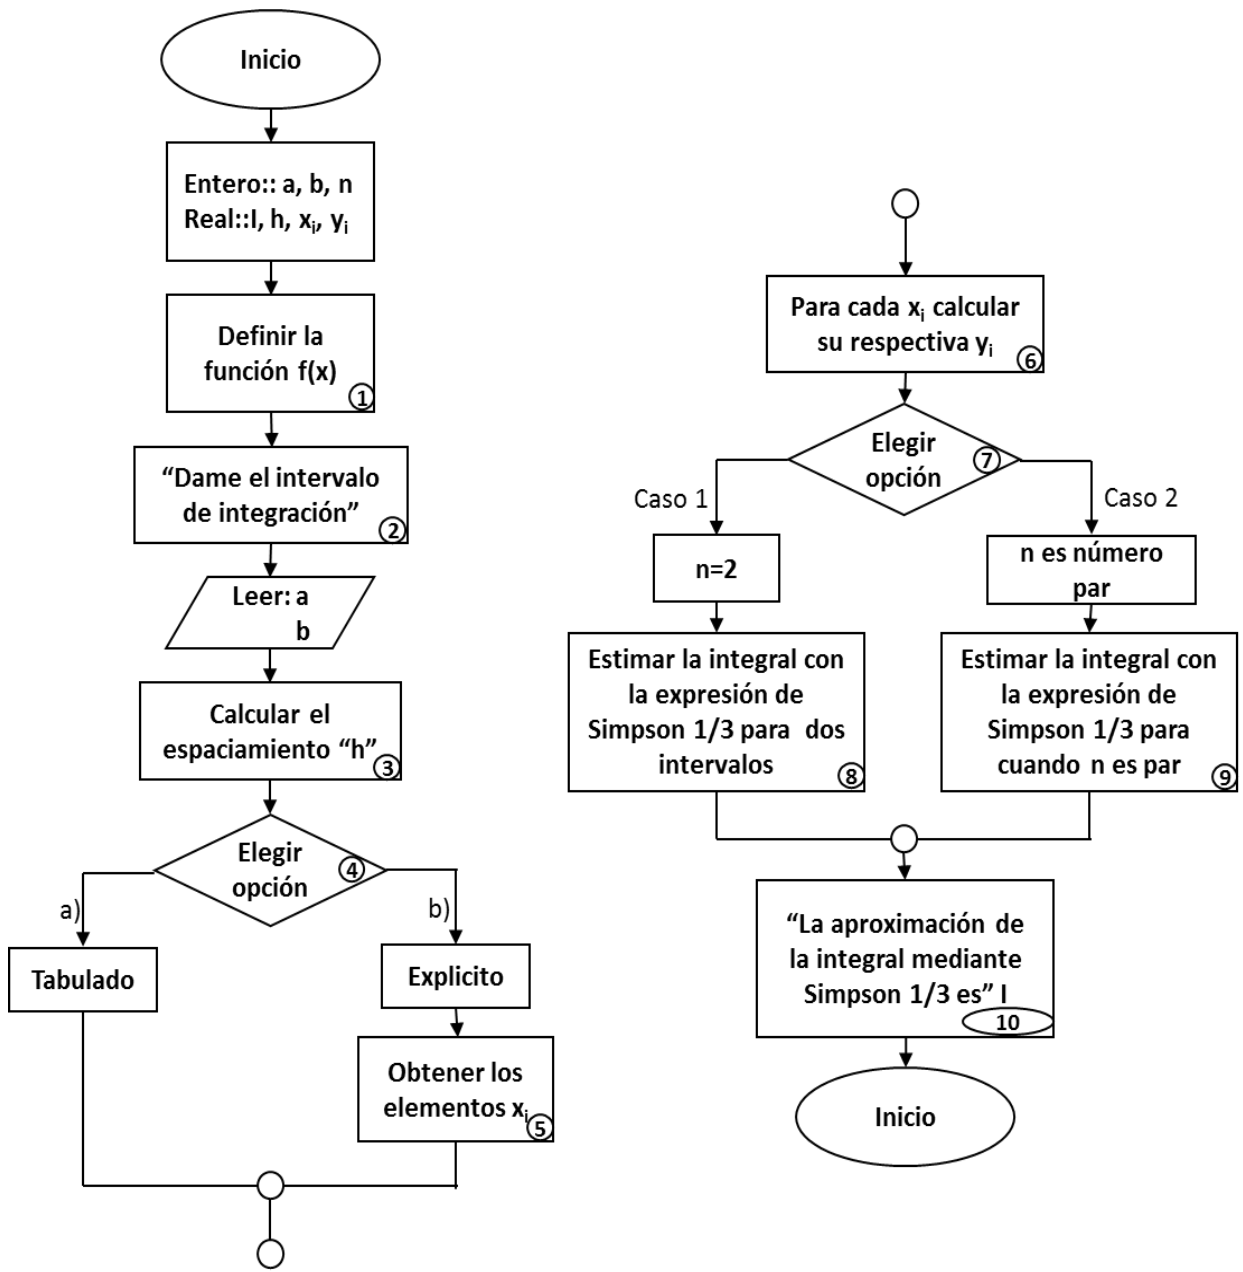 Inicio
Entero:: a, b, n
Real::I, h, xi, yi
Definir la
función f(x)
1
“Dame el intervalo
de integración”
2
Leer: a
b
3
Calcular el
espaciamiento “h”
Elegir
opción
4
a)
b)
Tabulado
Explicito
Obtener los
elementos xi
5
Para cada xi calcular
su respectiva yi
6
Elegir
opción
7
Caso 1
Caso 2
n=2
n es número
par
Estimar la integral con
la expresión de
Simpson 1/3 para dos
intervalos
8
Estimar la integral con
la expresión de
Simpson 1/3 para
cuando n es par
9
“La aproximación de
la integral mediante
Simpson 1/3 es” I
10
Inicio